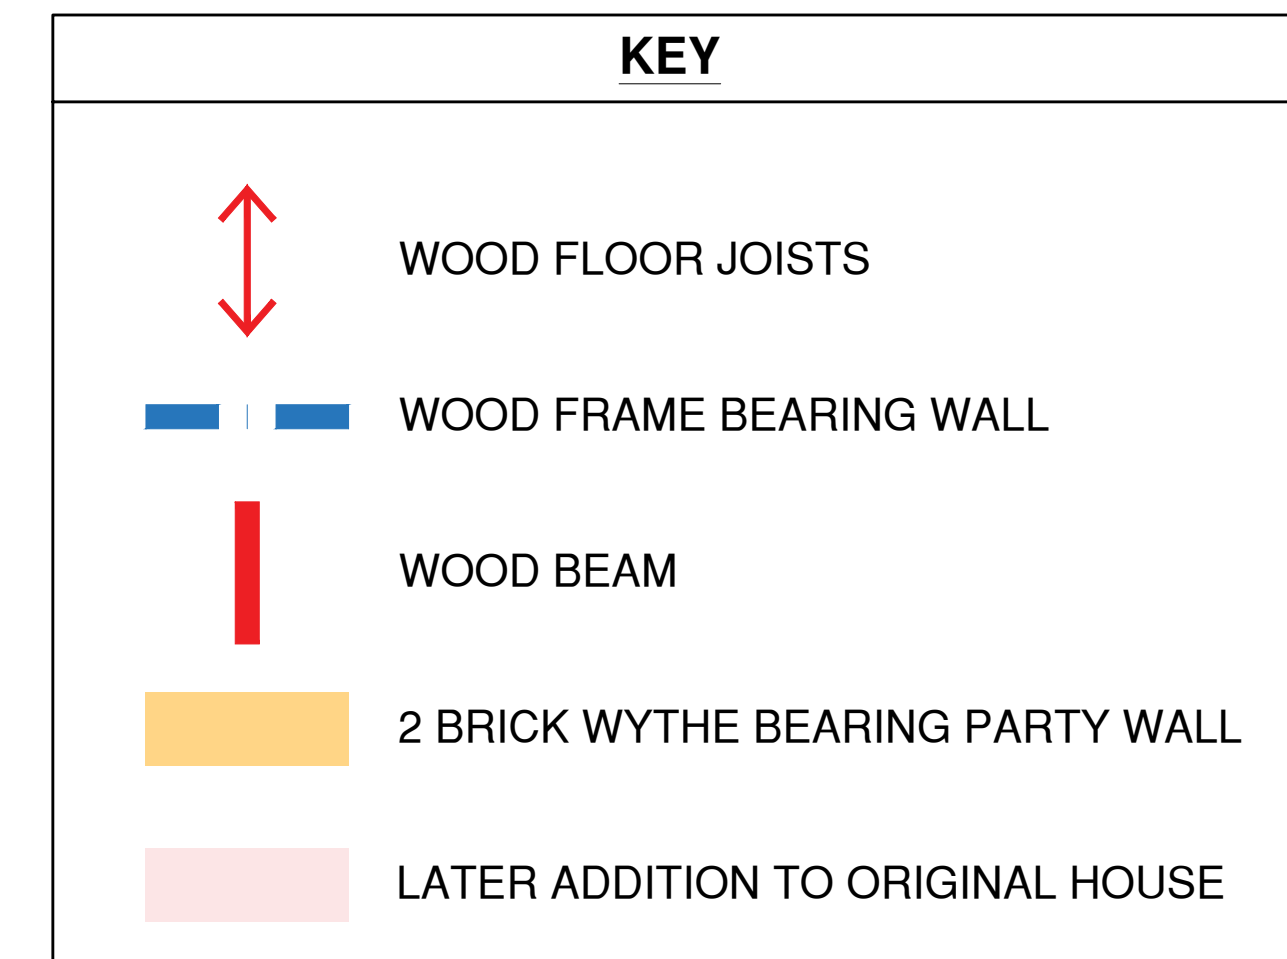 KEY
WOOD FLOOR JOISTS
WOOD FRAME BEARING WALL
WOOD BEAM
2 BRICK WYTHE BEARING PARTY WALL
LATER ADDITION TO ORIGINAL HOUSE